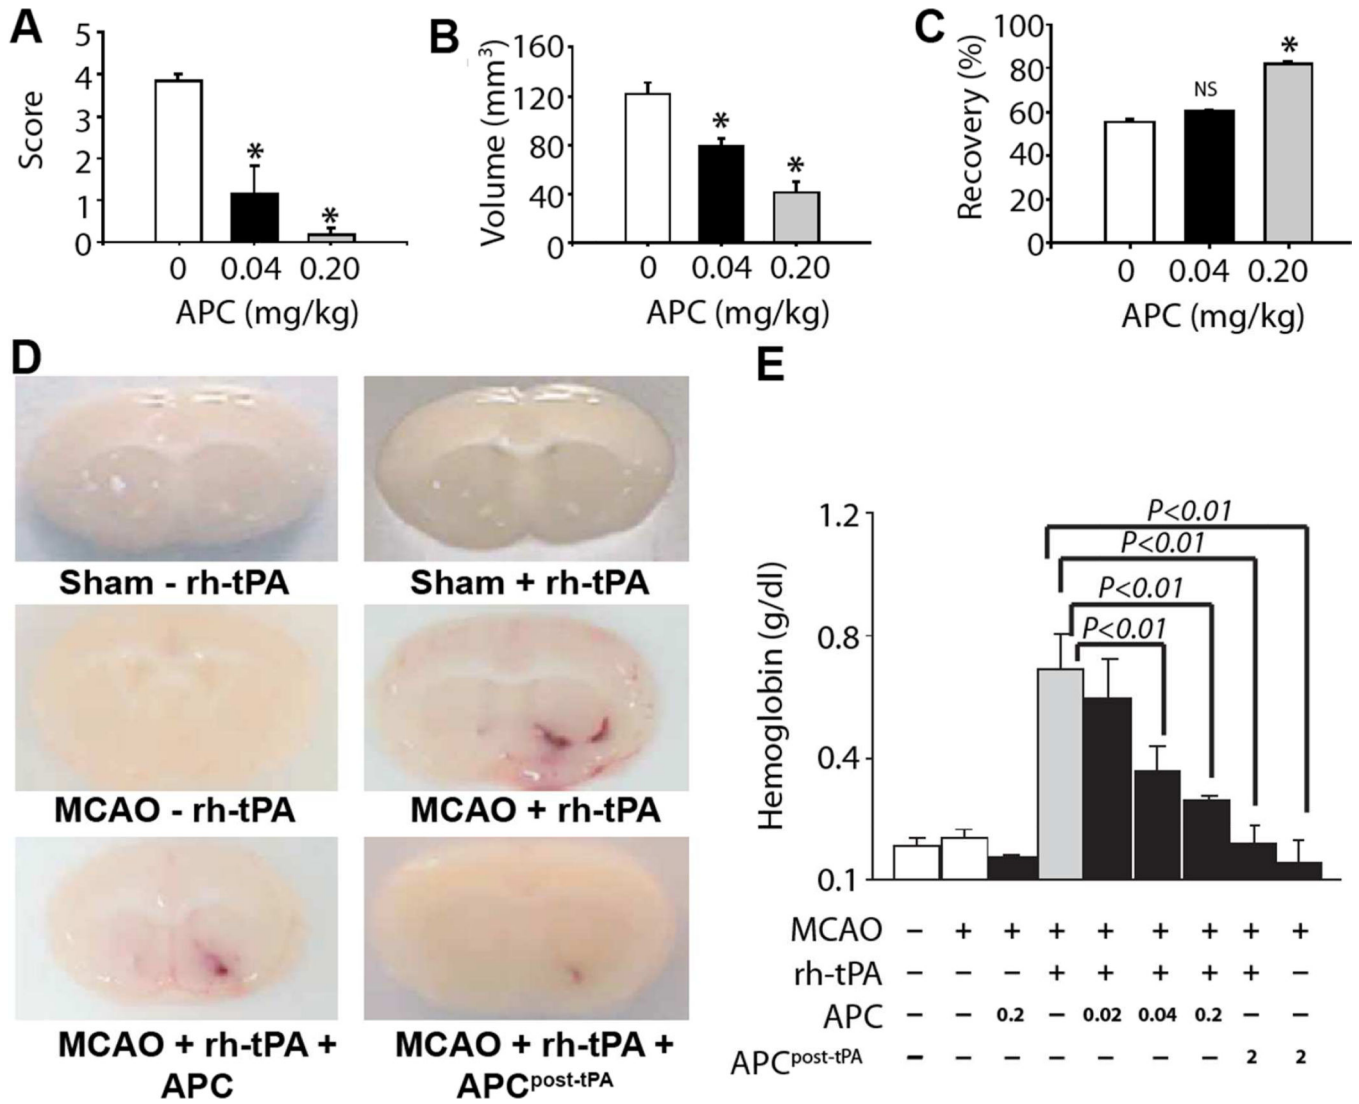 A
5
4
3
2
1
0
Score
*
*
0 0.04 0.20
APC (mg/kg)
B
160
120
80
40
0
Volume (mm³)
*
*
0 0.04 0.20
APC (mg/kg)
C
100
80
60
40
20
0
Recovery (%)
NS
*
0 0.04 0.20
APC (mg/kg)
D
Sham - rh-tPA
Sham + rh-tPA
MCAO - rh-tPA
MCAO + rh-tPA
MCAO + rh-tPA +
APC
MCAO + rh-tPA +
APCpost-tPA
E
1.2
0.8
0.4
0.1
Hemoglobin (g/dl)
P<0.01
P<0.01
P<0.01
P<0.01
MCAO – + + + + + + + +
rh-tPA – – – + + + + + –
APC – – 0.2 – 0.02 0.04 0.2 – –
APCpost-tPA – – – – – – – 2 2